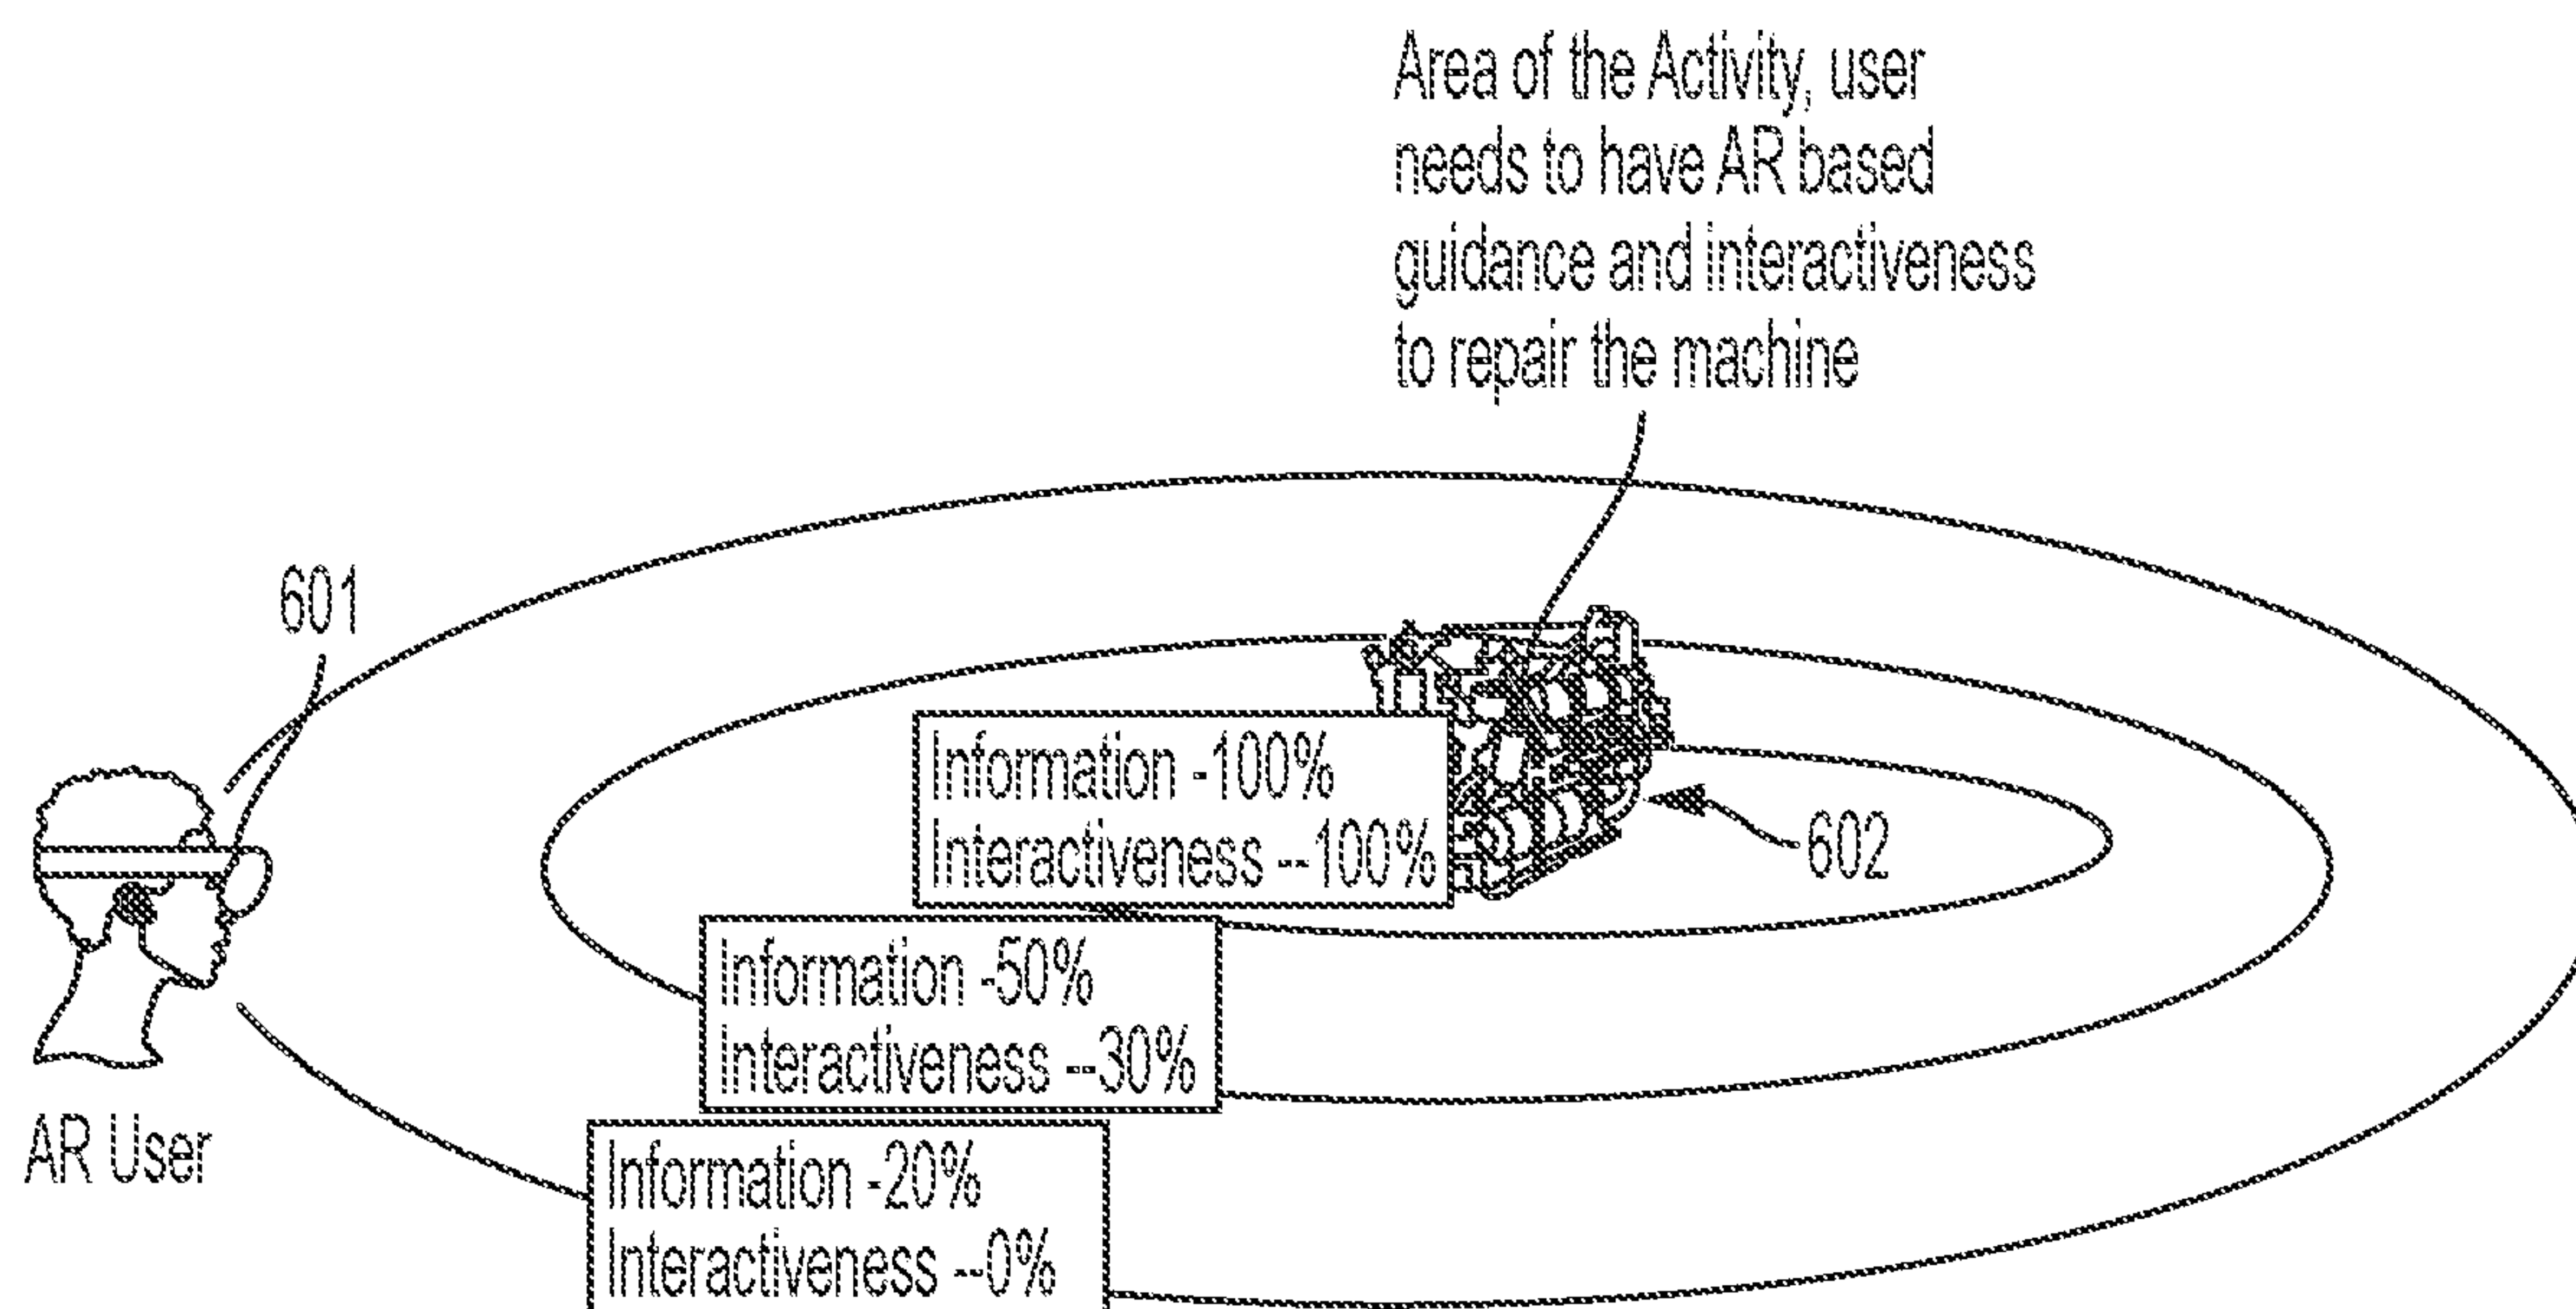 Area of the Activity, user
needs to have AR based
guidance and interactiveness
to repair the machine
601
Information -100%
Interactiveness --100%
602
Information -50%
Interactiveness --30%
AR User
Information -20%
Interactiveness --0%